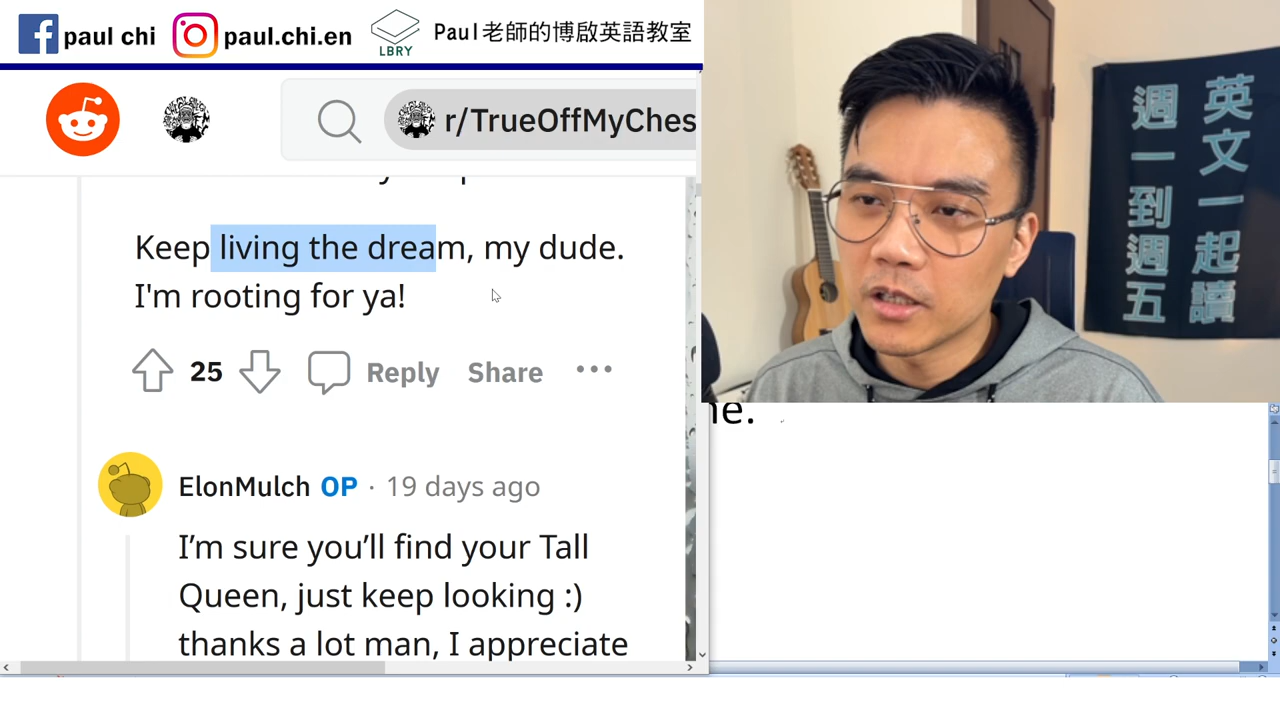 paul chi
paul.chi.en
LBRY
Paul老師的博啟英語教室
r/TrueOffMyChes
Keep living the dream, my dude.
I'm rooting for ya!
25
Reply
Share
ElonMulch OP · 19 days ago
I'm sure you'll find your Tall
Queen, just keep looking :)
thanks a lot man, I appreciate
英文一起讀
週一到週五
ne.